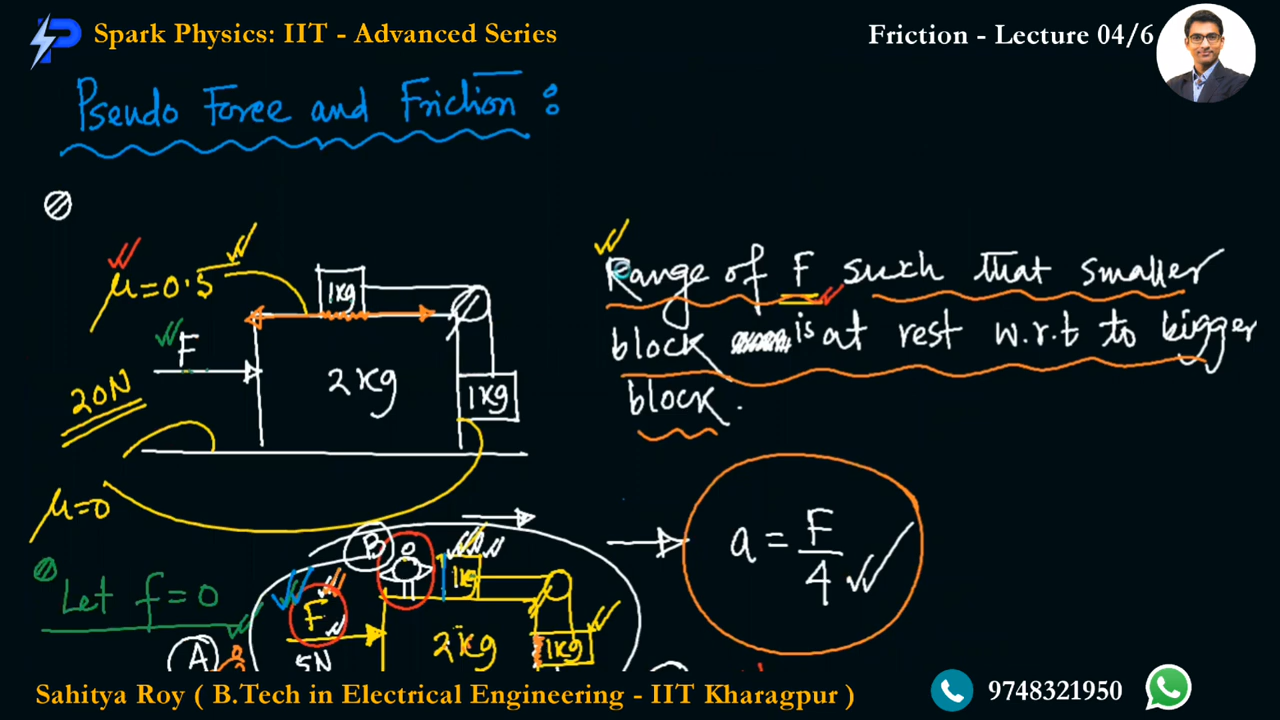 Spark Physics: IIT - Advanced Series
Friction - Lecture 04/6
Pseudo Force and Friction :
μ=0.5
1kg
F
20N
2kg
1kg
μ=0
Range of F such that smaller
block is at rest w.r.t to bigger
block.
a = F/4
Let f=0
B
1kg
F
5N
2kg
1kg
A
Sahitya Roy ( B.Tech in Electrical Engineering - IIT Kharagpur )
9748321950